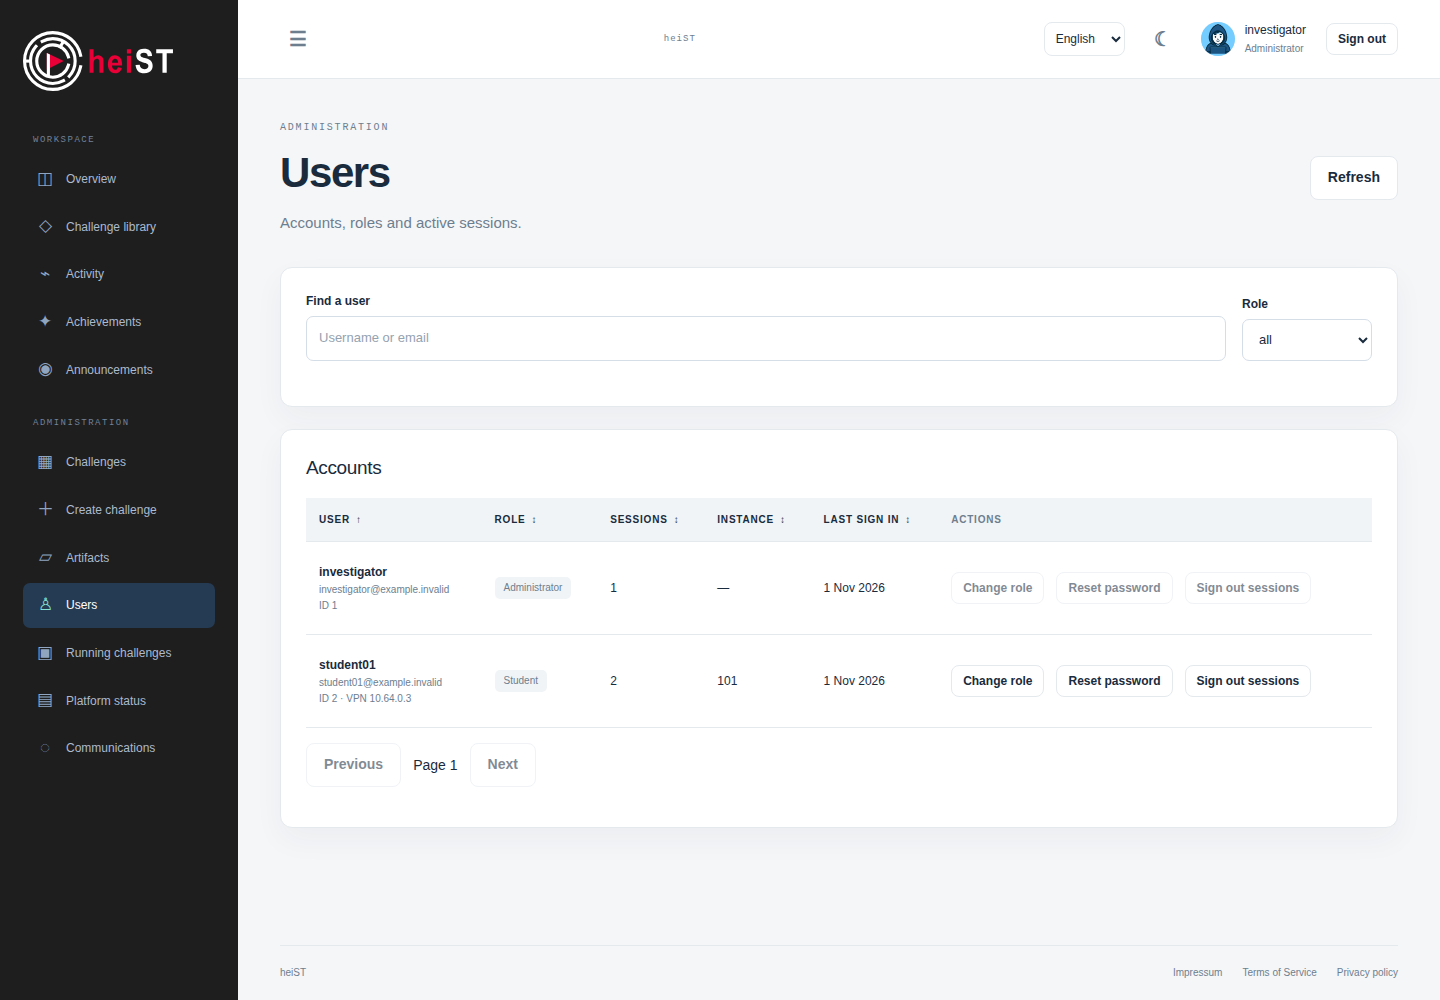 heiST
WORKSPACE
Overview
Challenge library
Activity
Achievements
Announcements
ADMINISTRATION
Challenges
Create challenge
Artifacts
Users
Running challenges
Platform status
Communications
heiST
English
investigator
Administrator
Sign out
ADMINISTRATION
Users
Accounts, roles and active sessions.
Refresh
Find a user
Username or email
Role
all
Accounts
USER ↑ ROLE ↕ SESSIONS ↕ INSTANCE ↕ LAST SIGN IN ↕ ACTIONS
investigator
investigator@example.invalid
ID 1
Administrator 1 — 1 Nov 2026 Change role Reset password Sign out sessions
student01
student01@example.invalid
ID 2 · VPN 10.64.0.3
Student 2 101 1 Nov 2026 Change role Reset password Sign out sessions
Previous Page 1 Next
heiST
Impressum Terms of Service Privacy policy